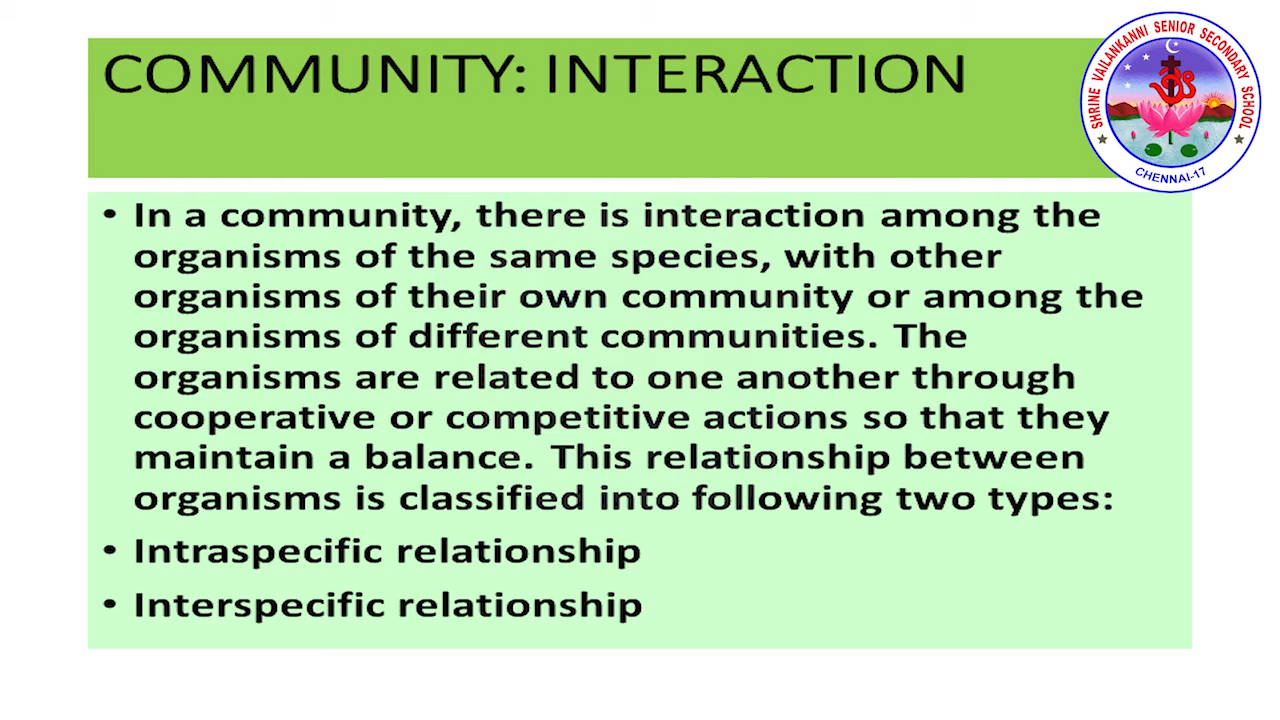 COMMUNITY: INTERACTION
SHRINE VAILANKANNI SENIOR SECONDARY SCHOOL
CHENNAI-17
• In a community, there is interaction among the
organisms of the same species, with other
organisms of their own community or among the
organisms of different communities. The
organisms are related to one another through
cooperative or competitive actions so that they
maintain a balance. This relationship between
organisms is classified into following two types:
• Intraspecific relationship
• Interspecific relationship